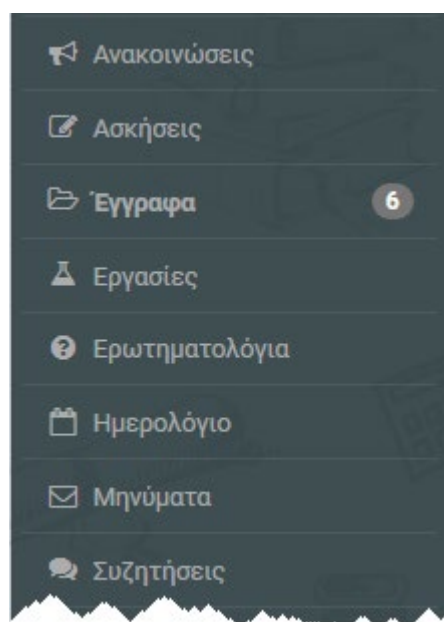 Ανακοινώσεις
Ασκήσεις
Έγγραφα 6
Εργασίες
Ερωτηματολόγια
Ημερολόγιο
Μηνύματα
Συζητήσεις